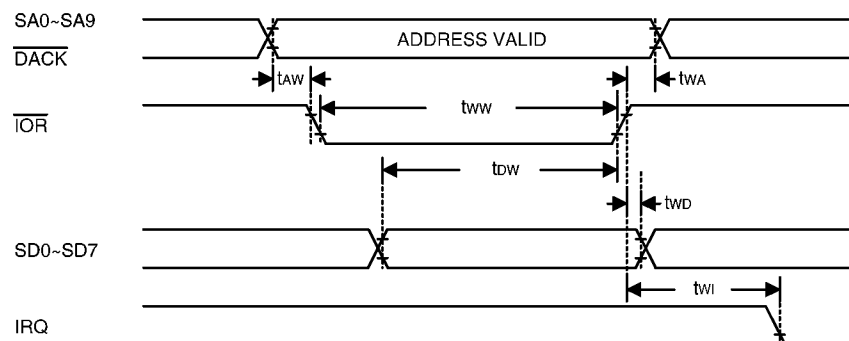 SA0~SA9
DACK
ADDRESS VALID
tAW
tWA
IOR
tWW
tDW
tWD
SD0~SD7
tWI
IRQ